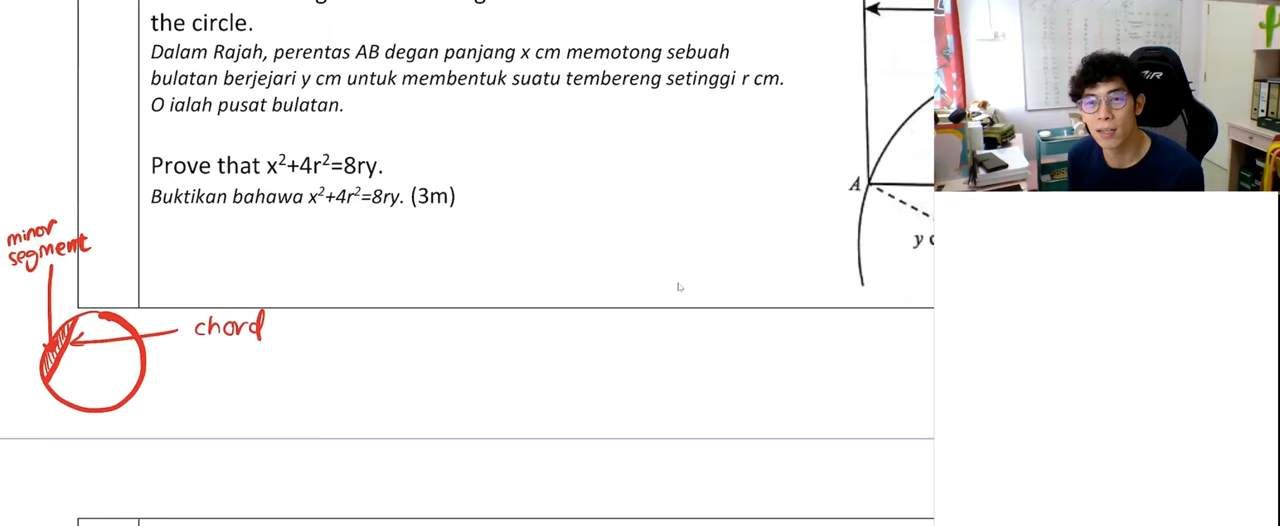 the circle.
Dalam Rajah, perentas AB degan panjang x cm memotong sebuah
bulatan berjejari y cm untuk membentuk suatu tembereng setinggi r cm.
O ialah pusat bulatan.
Prove that x²+4r²=8ry.
Buktikan bahawa x²+4r²=8ry. (3m)
A
y c
minor
segment
chord